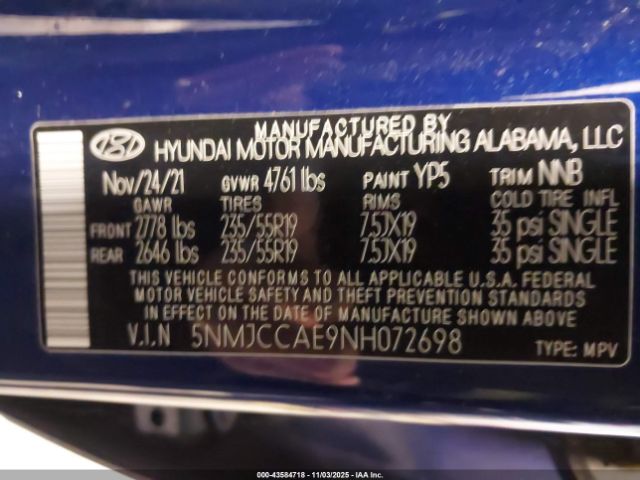 MANUFACTURED BY
HYUNDAI MOTOR MANUFACTURING ALABAMA, LLC
Nov/24/21 GVWR 4761 lbs PAINT YP5 TRIM NNB
GAWR TIRES RIMS COLD TIRE INFL
FRONT 2778 lbs 235/55R19 7.5JX19 35 psi SINGLE
REAR 2646 lbs 235/55R19 7.5JX19 35 psi SINGLE
THIS VEHICLE CONFORMS TO ALL APPLICABLE U.S.A. FEDERAL
MOTOR VEHICLE SAFETY AND THEFT PREVENTION STANDARDS
IN EFFECT ON THE DATE OF MANUFACTURE SHOWN ABOVE.
V.I.N 5NMJCCAE9NH072698 TYPE: MPV
000-43584718 - 11/03/2025 - IAA Inc.